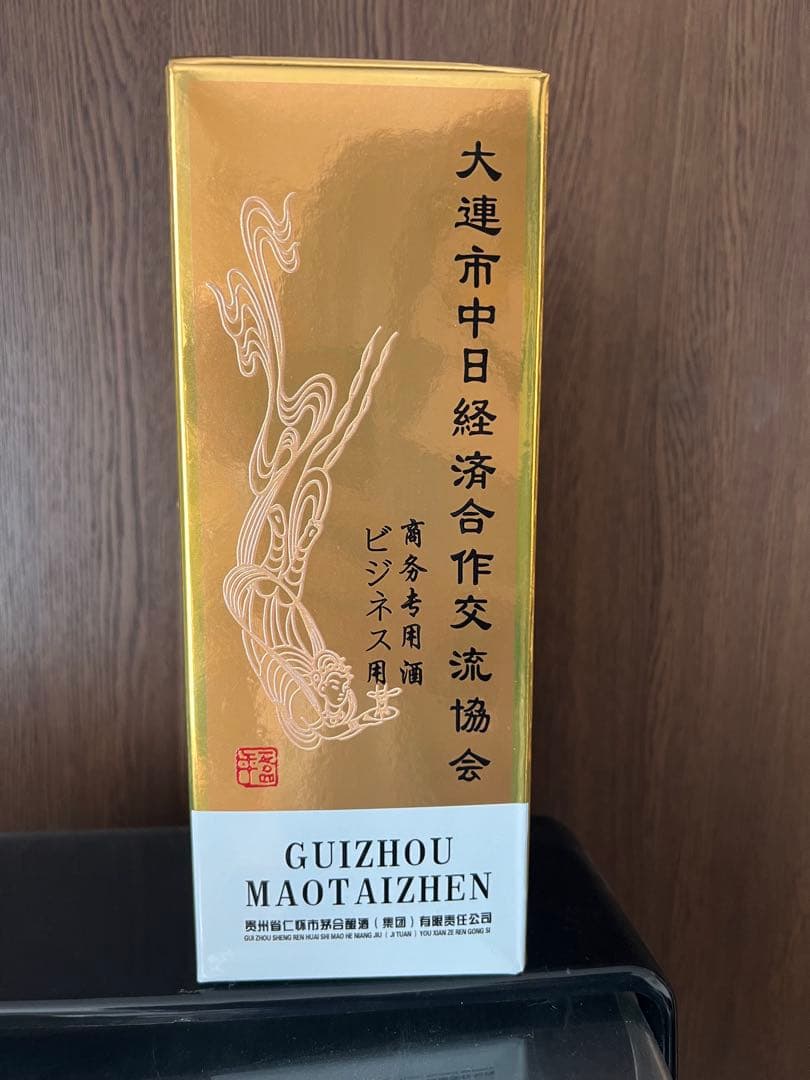 大連市中日経済合作交流協会
商务专用酒
ビジネス用
GUIZHOU
MAOTAIZHEN
贵州省仁怀市茅合酿酒（集团）有限责任公司
GUI ZHOU SHENG REN HUAI SHI MAO HE NIANG JIU （ JI TUAN ） YOU XIAN ZE REN GONG SI